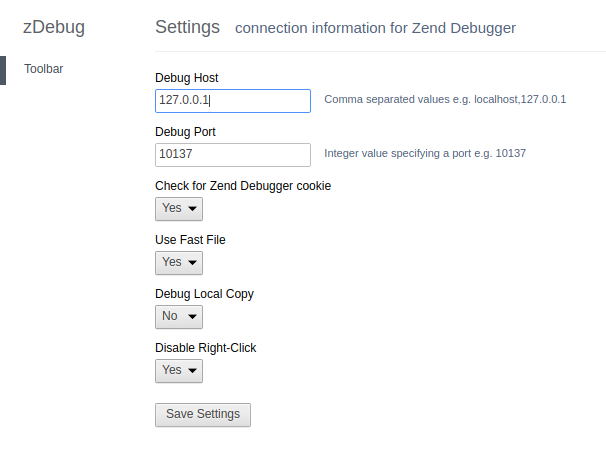 zDebug
Settings connection information for Zend Debugger
Toolbar
Debug Host
127.0.0.1 Comma separated values e.g. localhost,127.0.0.1
Debug Port
10137 Integer value specifying a port e.g. 10137
Check for Zend Debugger cookie
Yes
Use Fast File
Yes
Debug Local Copy
No
Disable Right-Click
Yes
Save Settings